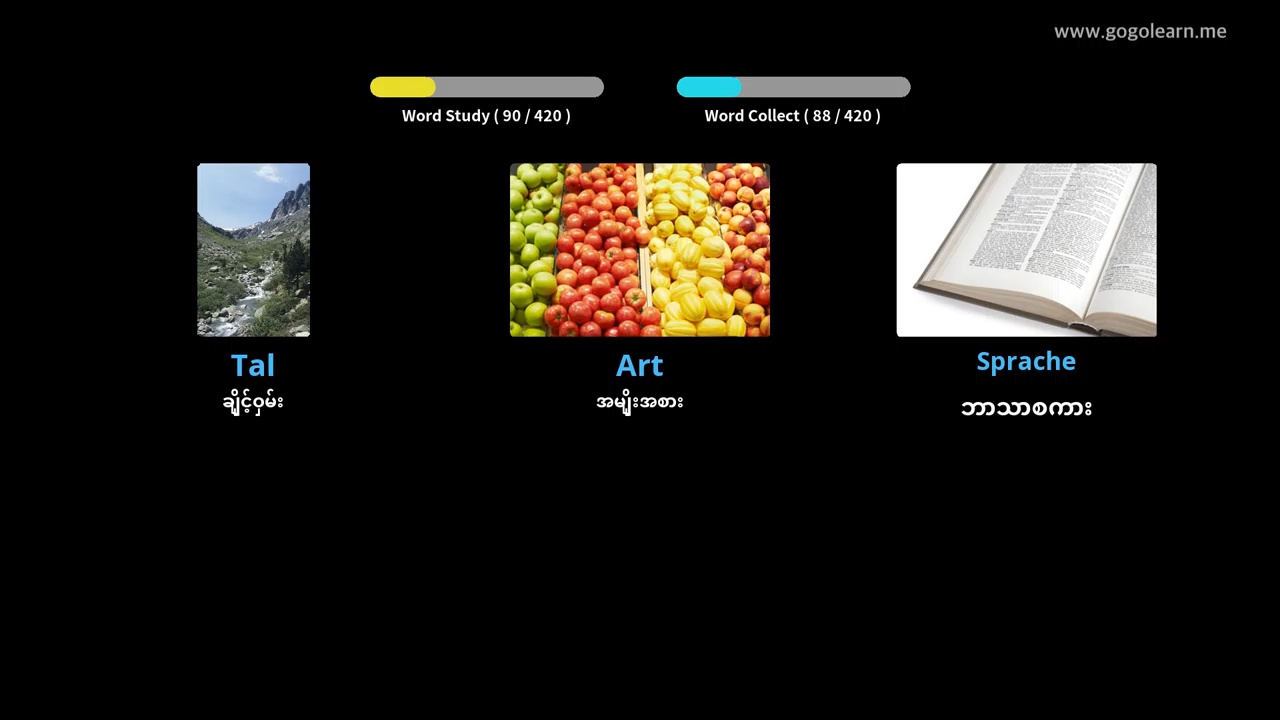 www.gogolearn.me
Word Study ( 90 / 420 )
Word Collect ( 88 / 420 )
Tal
Art
Sprache
ချိုင့်ဝှမ်း
အမျိုးအစား
ဘာသာစကား